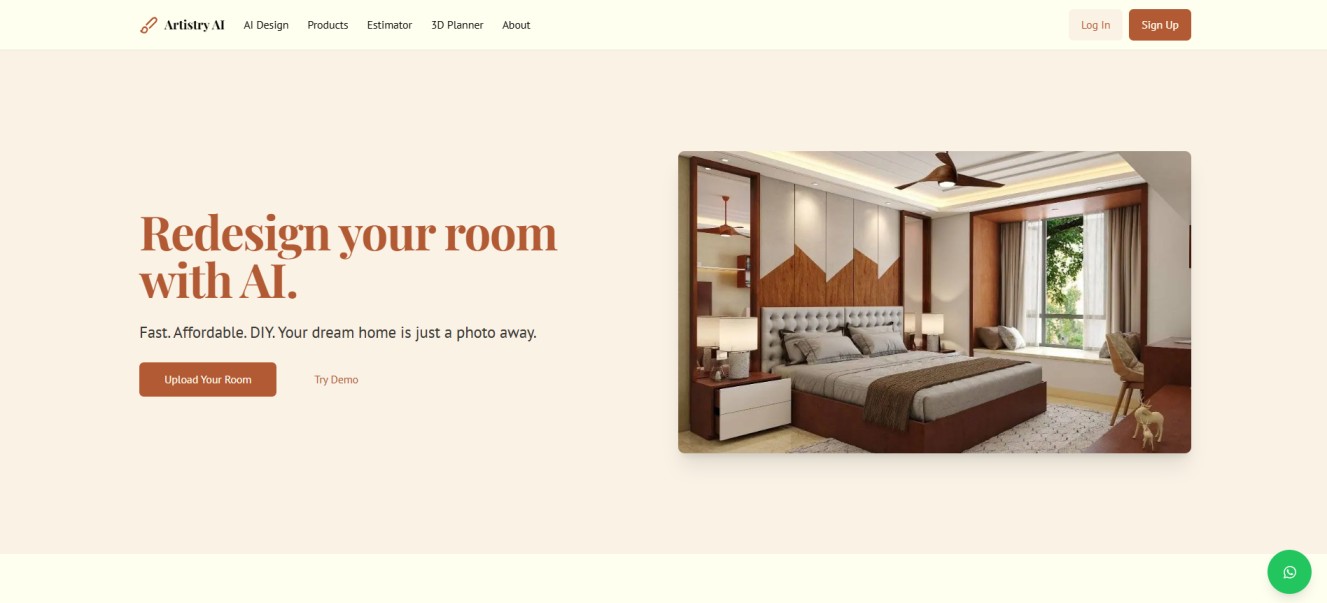 Artistry AI
AI Design
Products
Estimator
3D Planner
About
Log In
Sign Up
Redesign your room
with AI.
Fast. Affordable. DIY. Your dream home is just a photo away.
Upload Your Room
Try Demo